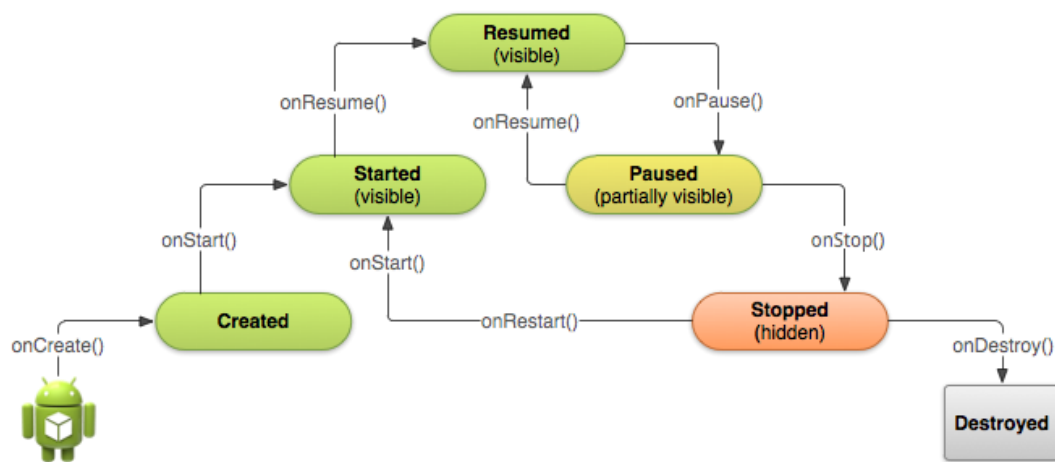 Resumed
(visible)
onResume()
onResume()
onPause()
Started
(visible)
Paused
(partially visible)
onStart()
onStart()
onStop()
Created
onRestart()
Stopped
(hidden)
onCreate()
onDestroy()
Destroyed